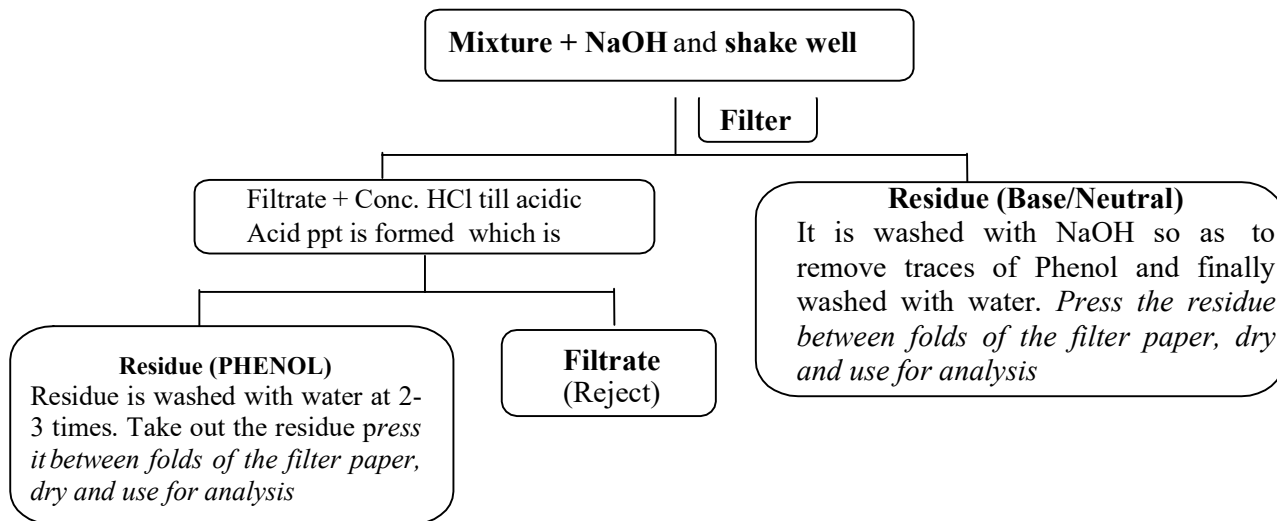 Mixture + NaOH and shake well
Filter
Filtrate + Conc. HCl till acidic
Acid ppt is formed which is
Residue (Base/Neutral)
It is washed with NaOH so as to
remove traces of Phenol and finally
washed with water. Press the residue
between folds of the filter paper, dry
and use for analysis
Residue (PHENOL)
Residue is washed with water at 2-
3 times. Take out the residue press
it between folds of the filter paper,
dry and use for analysis
Filtrate
(Reject)